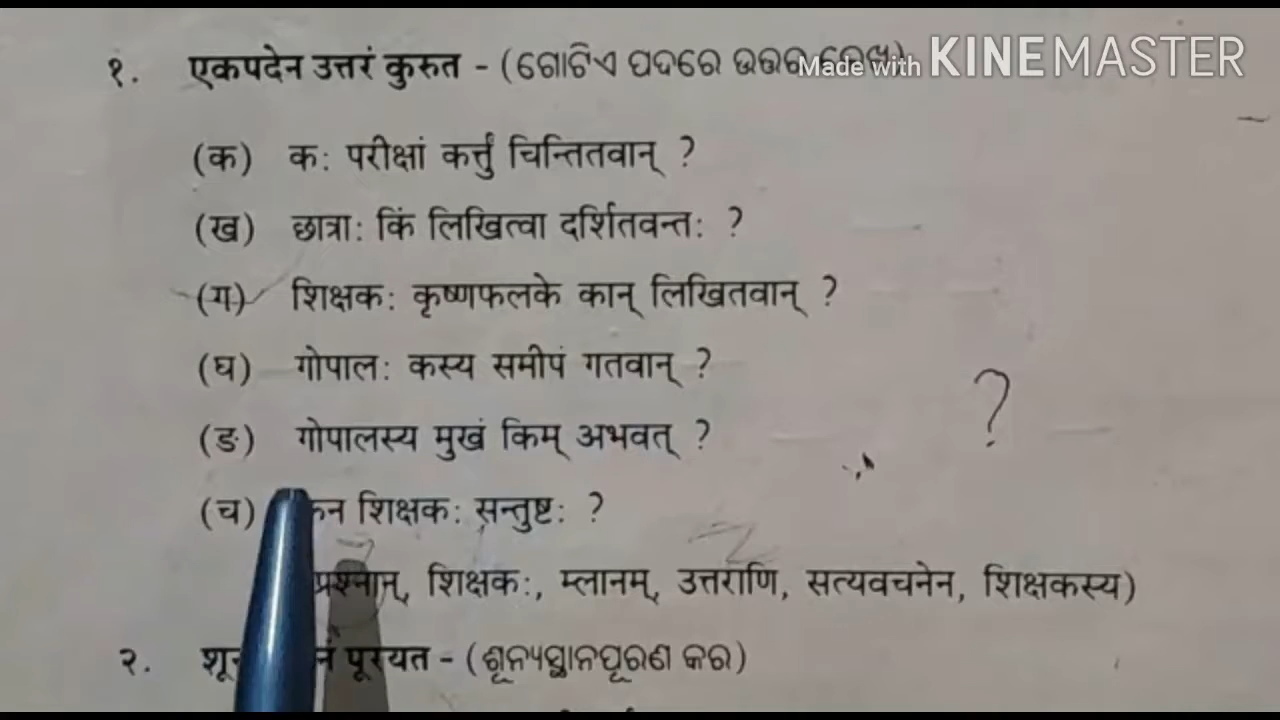 १. एकपदेन उत्तरं कुरुत - (ଗୋଟିଏ ପଦରେ ଉତ୍ତର
Made with KINEMASTER
(क) कः परीक्षां कर्त्तुं चिन्तितवान् ?
(ख) छात्राः किं लिखित्वा दर्शितवन्तः ?
(ग) शिक्षकः कृष्णफलके कान् लिखितवान् ?
(घ) गोपालः कस्य समीपं गतवान् ?
(ङ) गोपालस्य मुखं किम् अभवत् ?
?
(च) शिक्षकः सन्तुष्टः ?
प्रश्नान्, शिक्षकः, म्लानम्, उत्तराणि, सत्यवचनेन, शिक्षकस्य)
२. पूरयत - (ଶୂନ୍ୟସ୍ଥାନପୂରଣ କର)